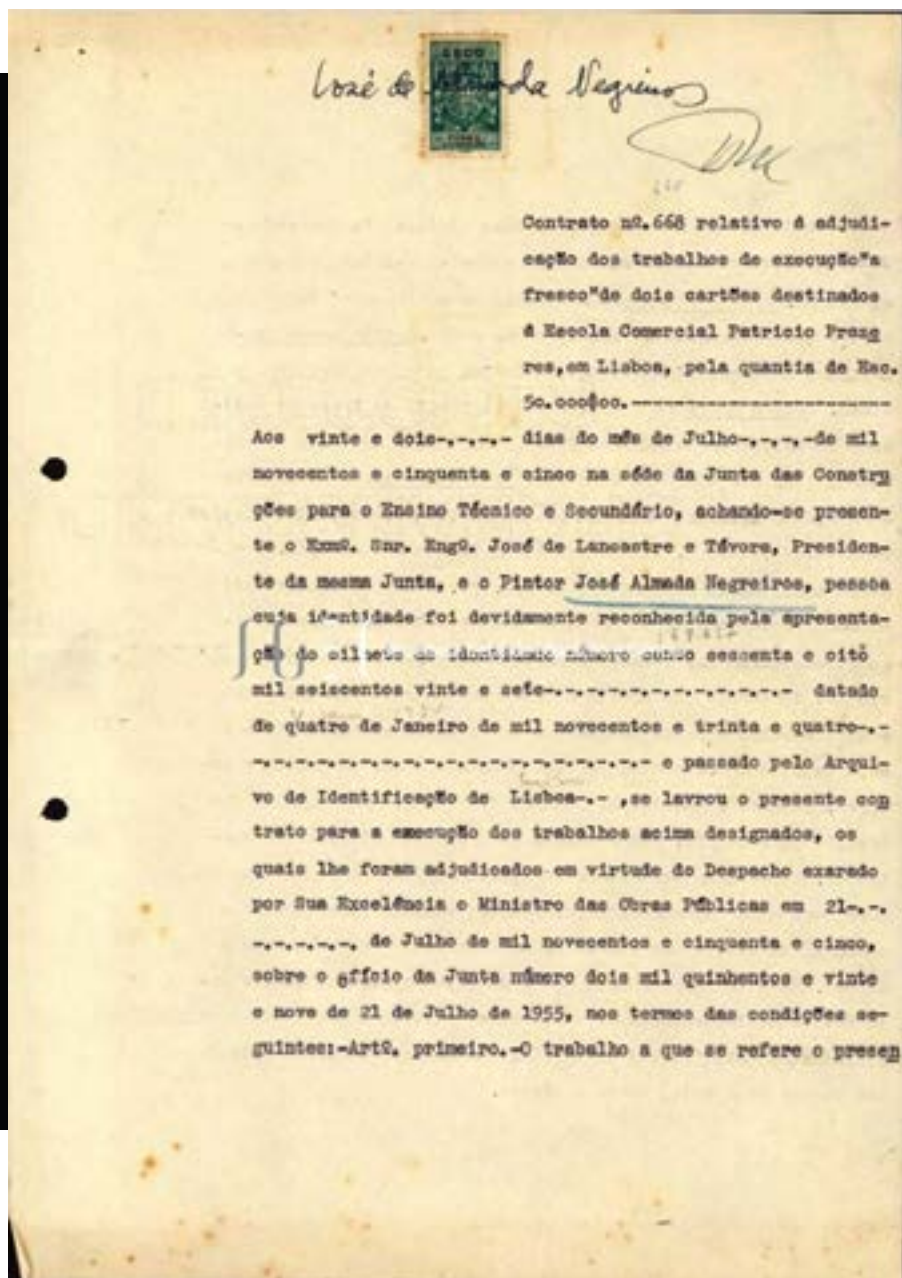 José de Almada Negreiros
Contrato nº.668 relativo á adjudi-
cação dos trabalhos de execução"a
fresco"de dois cartões destinados
á Escola Comercial Patricio Praze
res,em Lisboa, pela quantia de Esc.
50.000$00.--------------------------
Aos vinte e dois-.-.-.-.- dias do mês de Julho-.-.-.-de mil
novecentos e cinquenta e cinco na séde da Junta das Constru
ções para o Ensino Técnico e Secundário, achando-se presen-
te o Exmº. Snr. Engº. José de Lancastre e Távora, Presiden-
te da mesma Junta, e o Pintor José Almada Negreiros, pessoa
cuja identidade foi devidamente reconhecida pela apresenta-
ção do bilhete de identidade número cento sessenta e oito
mil seiscentos vinte e sete-.-.-.-.-.-.-.-.-.-.-.- datado
de quatro de Janeiro de mil novecentos e trinta e quatro-.-
-.-.-.-.-.-.-.-.-.-.-.-.-.-.-.-.-.-.- e passado pelo Arqui-
vo de Identificação de Lisboa-.- ,se lavrou o presente con
trato para a execução dos trabalhos acima designados, os
quais lhe foram adjudicados em virtude do Despacho exarado
por Sua Excelência o Ministro das Obras Públicas em 21-.-.
-.-.-.-.-. de Julho de mil novecentos e cinquenta e cinco,
sobre o offício da Junta número dois mil quinhentos e vinte
e nove de 21 de Julho de 1955, nos termos das condições se-
guintes:-Artº. primeiro.-O trabalho a que se refere o presen